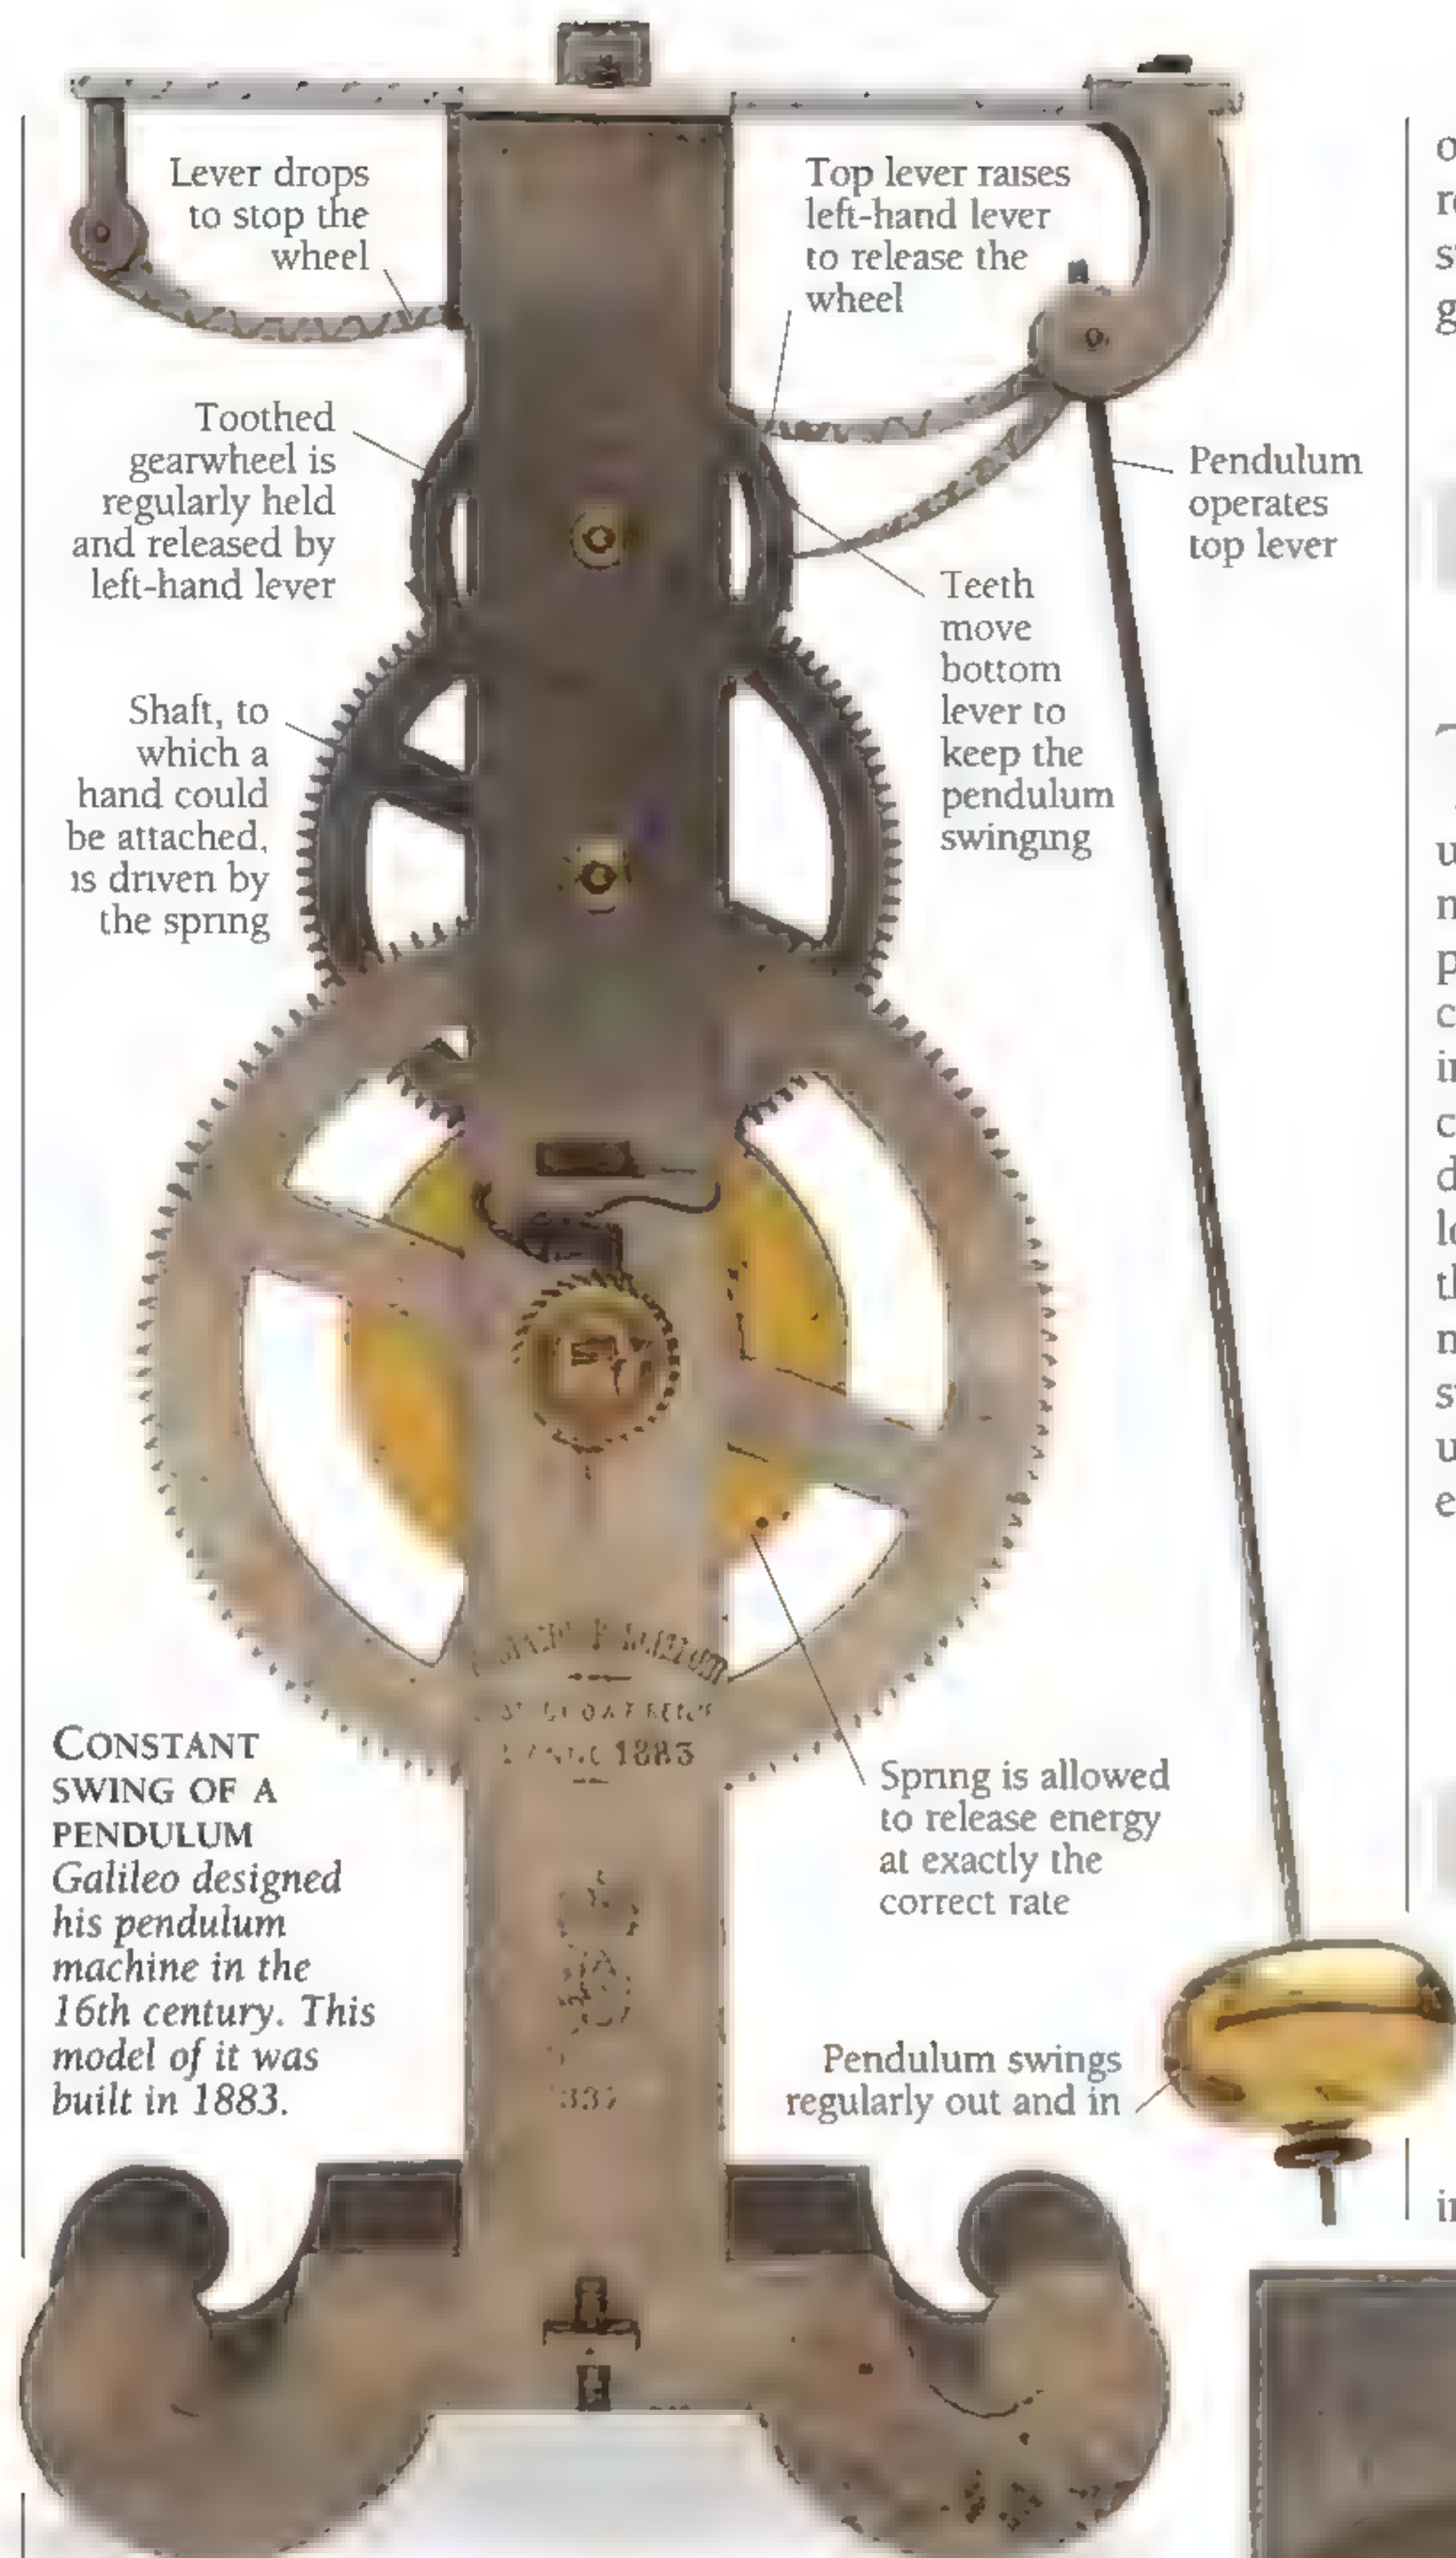 Lever drops
to stop the
wheel
Top lever raises
left-hand lever
to release the
wheel
Toothed
gearwheel is
regularly held
and released by
left-hand lever
Pendulum
operates
top lever
Teeth
move
bottom
lever to
keep the
pendulum
swinging
Shaft, to
which a
hand could
be attached,
is driven by
the spring
1883
CONSTANT
SWING OF A
PENDULUM
Galileo designed
his pendulum
machine in the
16th century. This
model of it was
built in 1883.
Spring is allowed
to release energy
at exactly the
correct rate
Pendulum swings
regularly out and in